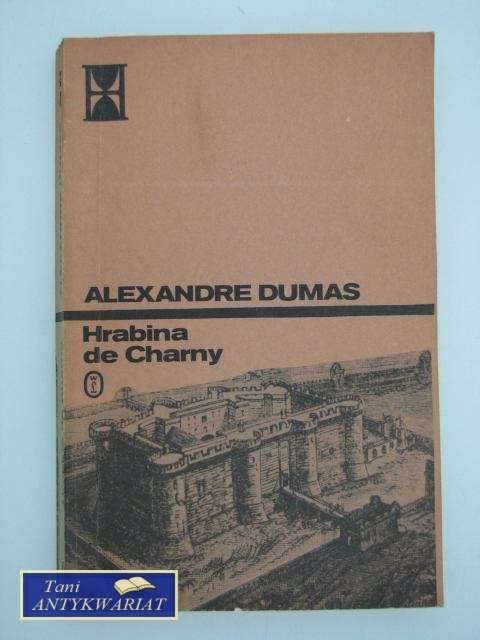 ALEXANDRE DUMAS
Hrabina
de Charny
Tani
ANTYKWARIAT